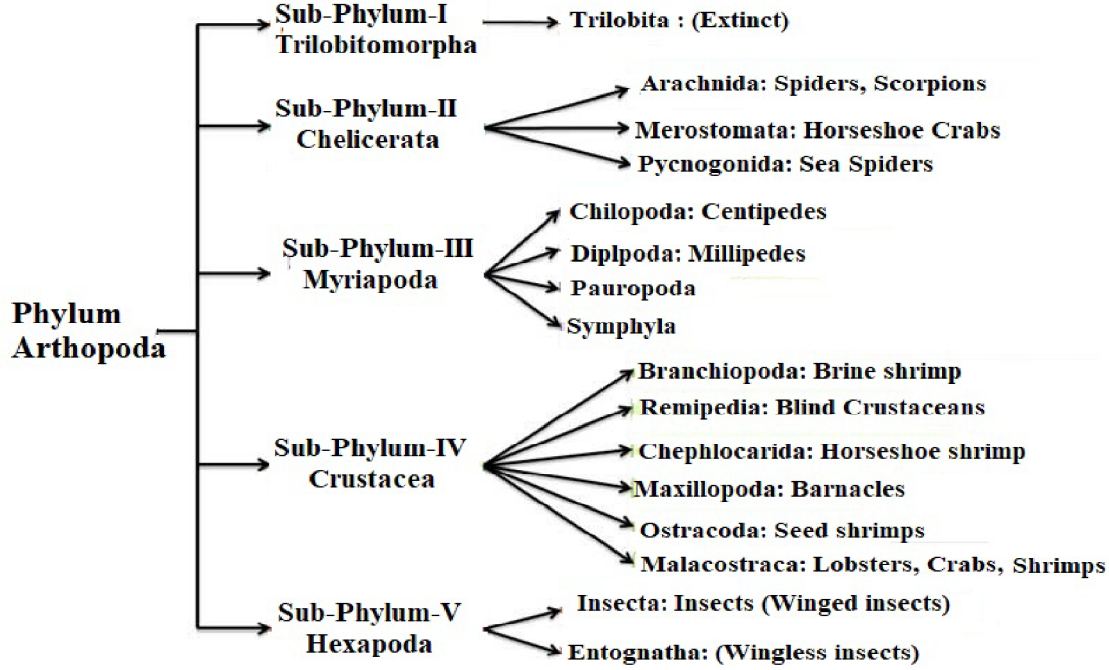 Phylum
Arthopoda
Sub-Phylum-I
Trilobitomorpha
Trilobita : (Extinct)
Sub-Phylum-II
Chelicerata
Arachnida: Spiders, Scorpions
Merostomata: Horseshoe Crabs
Pycnogonida: Sea Spiders
Sub-Phylum-III
Myriapoda
Chilopoda: Centipedes
Diplpoda: Millipedes
Pauropoda
Symphyla
Sub-Phylum-IV
Crustacea
Branchiopoda: Brine shrimp
Remipedia: Blind Crustaceans
Chephlocarida: Horseshoe shrimp
Maxillopoda: Barnacles
Ostracoda: Seed shrimps
Malacostraca: Lobsters, Crabs, Shrimps
Sub-Phylum-V
Hexapoda
Insecta: Insects (Winged insects)
Entognatha: (Wingless insects)